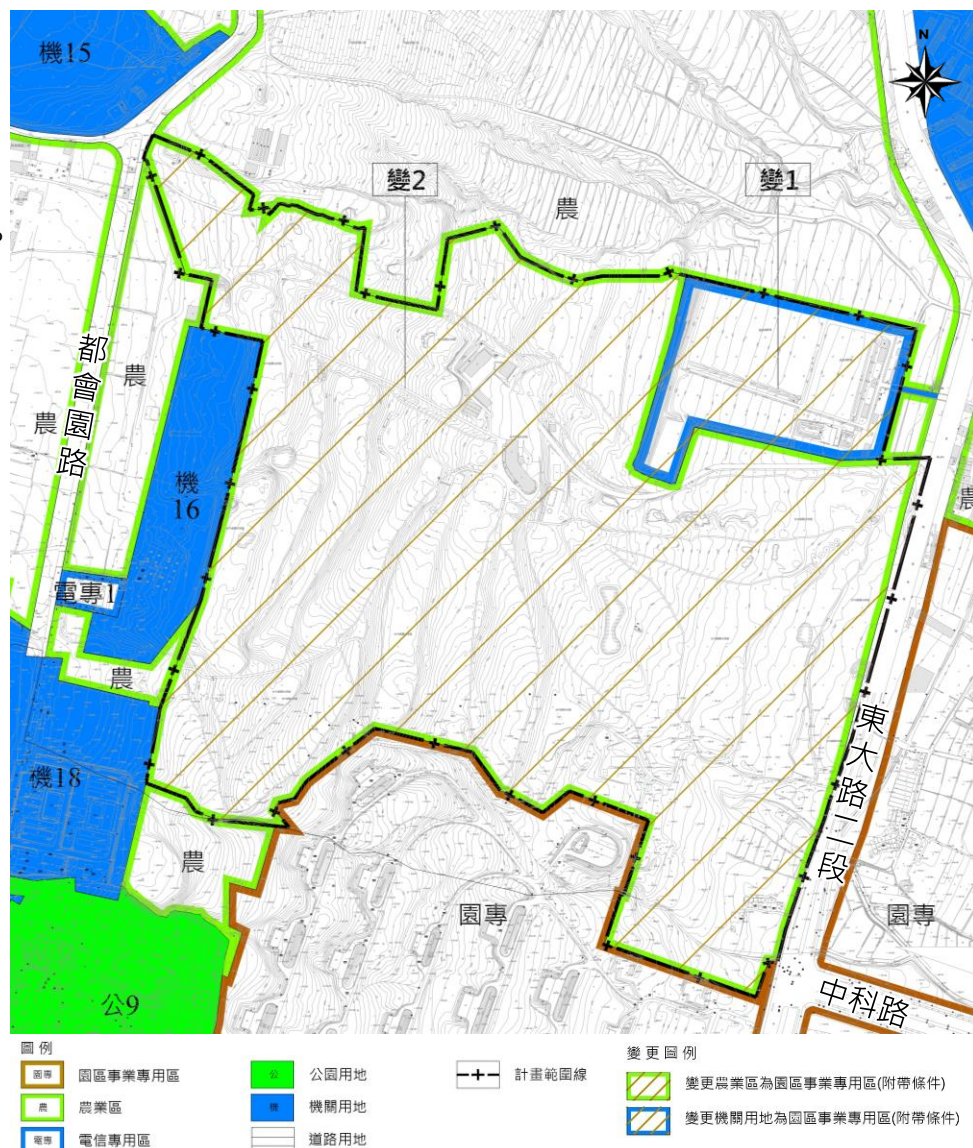 機15
N
變2
變1
農
都會園路
農
農
機
16
農
電專1
農
東大路二段
機18
農
園專
園專
公9
中科路
圖例
園專 園區事業專用區
農 農業區
電專 電信專用區
公 公園用地
機 機關用地
道路用地
計畫範圍線
變更圖例
變更農業區為園區事業專用區(附帶條件)
變更機關用地為園區事業專用區(附帶條件)